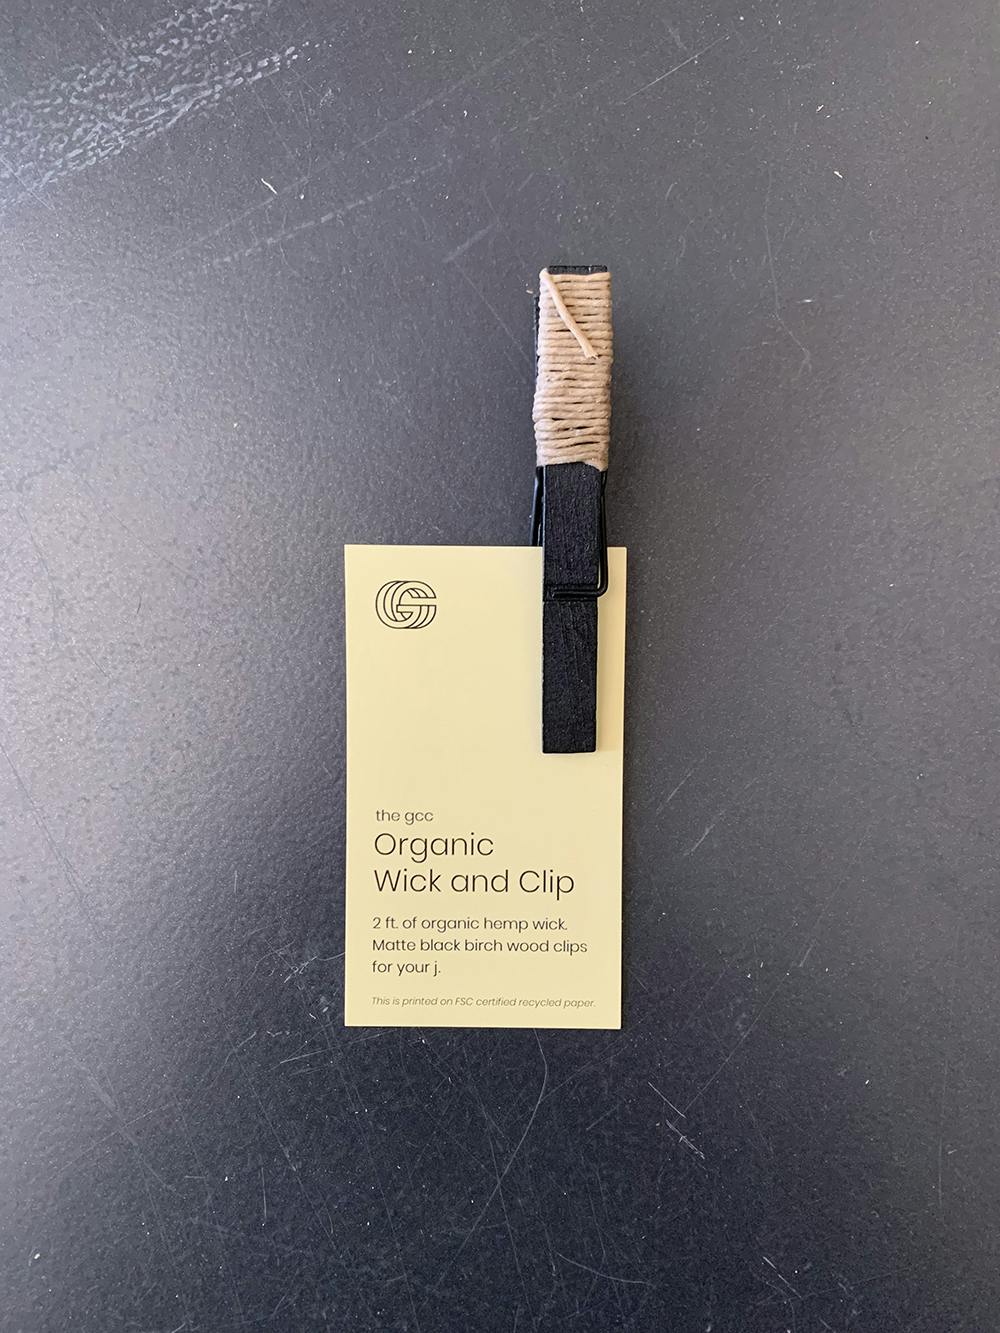 the gcc
Organic
Wick and Clip
2 ft. of organic hemp wick.
Matte black birch wood clips
for your j.
This is printed on FSC certified recycled paper.